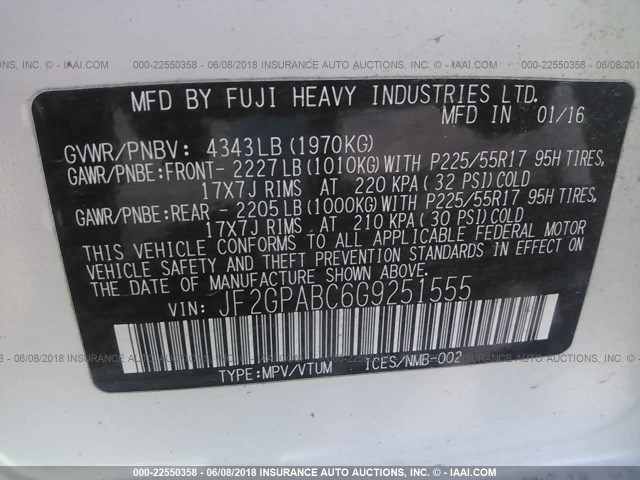 000-22550358 - 06/08/2018 - INSURANCE AUTO AUCTIONS, INC. - © IAAI.COM
MFD BY FUJI HEAVY INDUSTRIES LTD.
MFD IN 01/16
GVWR/PNBV: 4343LB(1970KG)
GAWR/PNBE:FRONT- 2227LB(1010KG)WITH P225/55R17 95H TIRES,
17X7J RIMS AT 220 KPA(32 PSI)COLD
GAWR/PNBE:REAR - 2205LB(1000KG)WITH P225/55R17 95H TIRES,
17X7J RIMS AT 210 KPA(30 PSI)COLD
THIS VEHICLE CONFORMS TO ALL APPLICABLE FEDERAL MOTOR
VEHICLE SAFETY AND THEFT PREVENTION STANDARDS IN EFFECT ON
THE DATE OF MANUFACTURE SHOWN ABOVE.
VIN: JF2GPABC6G9251555
TYPE:MPV/VTUM ICES/NMB-002
000-22550358 - 06/08/2018 - INSURANCE AUTO AUCTIONS, INC. - © IAAI.COM